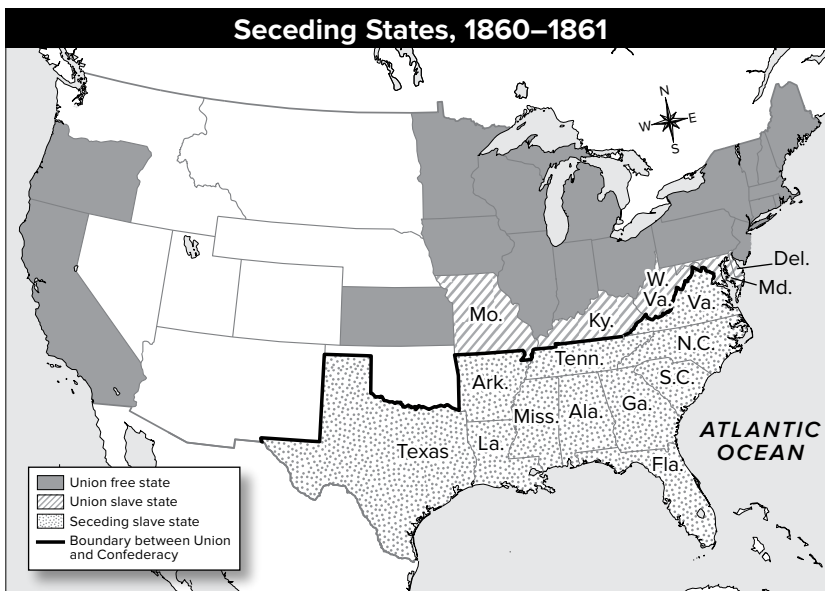 Seceding States, 1860–1861
N
W E
S
Del.
Md.
W.
Va.
Va.
Mo.
Ky.
N.C.
Tenn.
S.C.
Ark.
Miss.
Ala.
Ga.
ATLANTIC
OCEAN
Texas
La.
Fla.
Union free state
Union slave state
Seceding slave state
Boundary between Union
and Confederacy